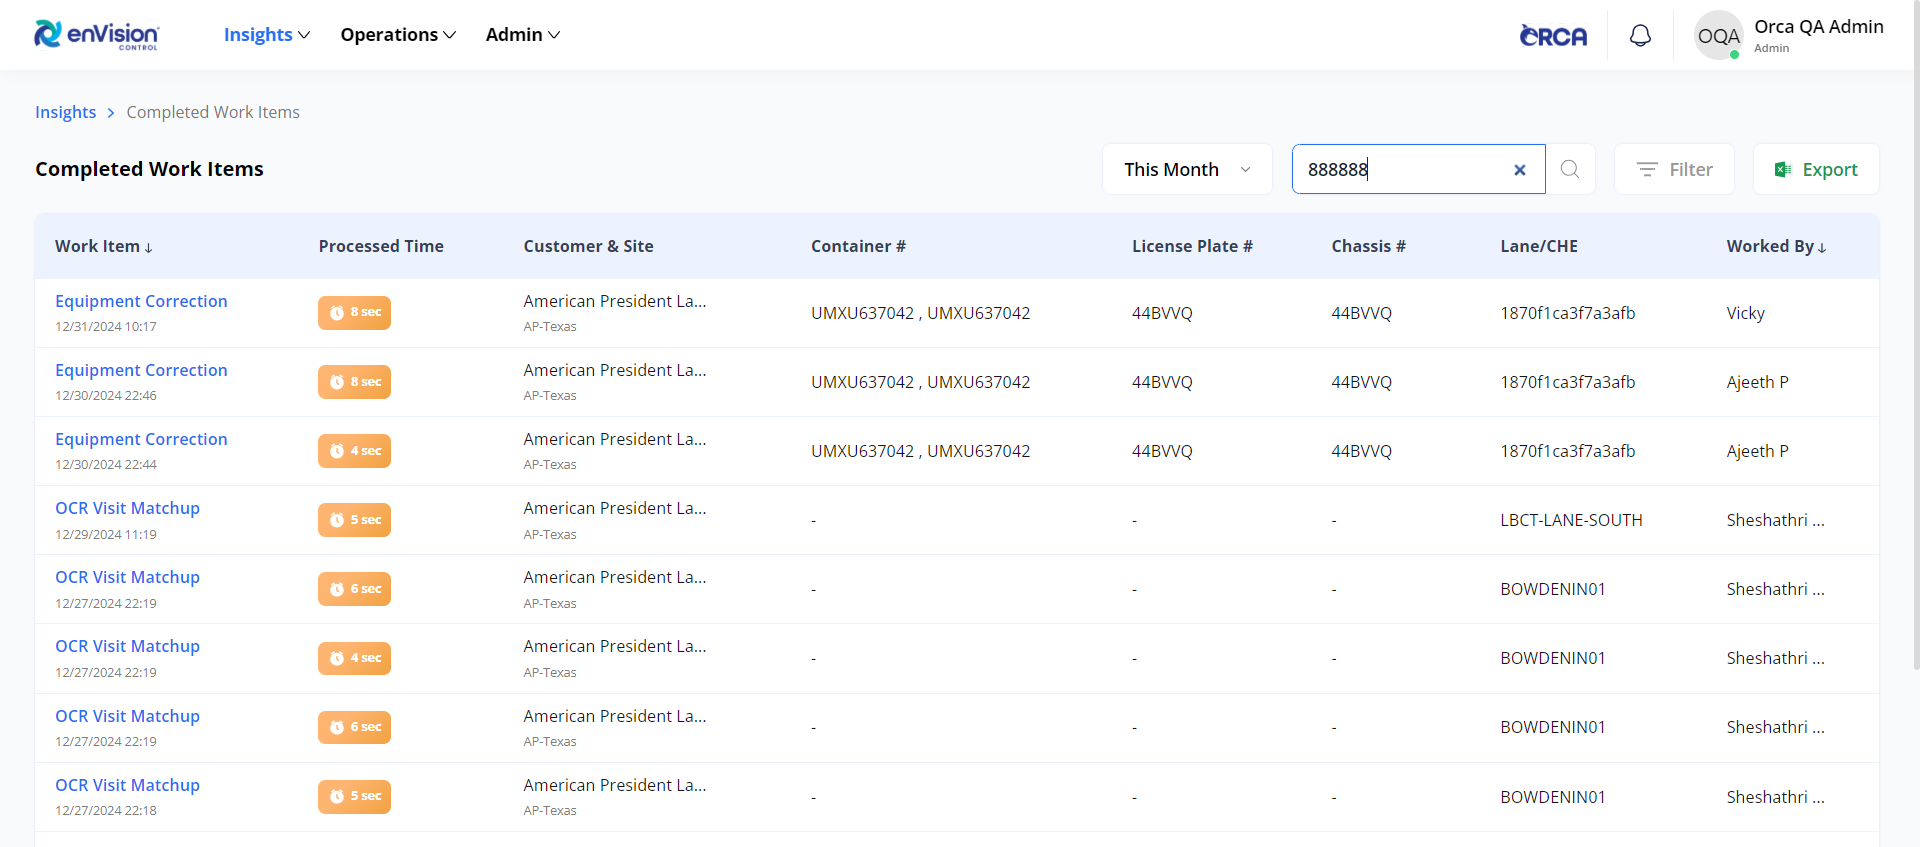 enVision
CONTROL
Insights
Operations
Admin
ORCA
OQA
Orca QA Admin
Admin
Insights > Completed Work Items
Completed Work Items
This Month
888888
Filter
Export
Work Item ↓ Processed Time Customer & Site Container # License Plate # Chassis # Lane/CHE Worked By ↓
Equipment Correction
12/31/2024 10:17
8 sec
American President La...
AP-Texas
UMXU637042 , UMXU637042
44BVVQ
44BVVQ
1870f1ca3f7a3afb
Vicky
Equipment Correction
12/30/2024 22:46
8 sec
American President La...
AP-Texas
UMXU637042 , UMXU637042
44BVVQ
44BVVQ
1870f1ca3f7a3afb
Ajeeth P
Equipment Correction
12/30/2024 22:44
4 sec
American President La...
AP-Texas
UMXU637042 , UMXU637042
44BVVQ
44BVVQ
1870f1ca3f7a3afb
Ajeeth P
OCR Visit Matchup
12/29/2024 11:19
5 sec
American President La...
AP-Texas
-
-
-
LBCT-LANE-SOUTH
Sheshathri ...
OCR Visit Matchup
12/27/2024 22:19
6 sec
American President La...
AP-Texas
-
-
-
BOWDENIN01
Sheshathri ...
OCR Visit Matchup
12/27/2024 22:19
4 sec
American President La...
AP-Texas
-
-
-
BOWDENIN01
Sheshathri ...
OCR Visit Matchup
12/27/2024 22:19
6 sec
American President La...
AP-Texas
-
-
-
BOWDENIN01
Sheshathri ...
OCR Visit Matchup
12/27/2024 22:18
5 sec
American President La...
AP-Texas
-
-
-
BOWDENIN01
Sheshathri ...